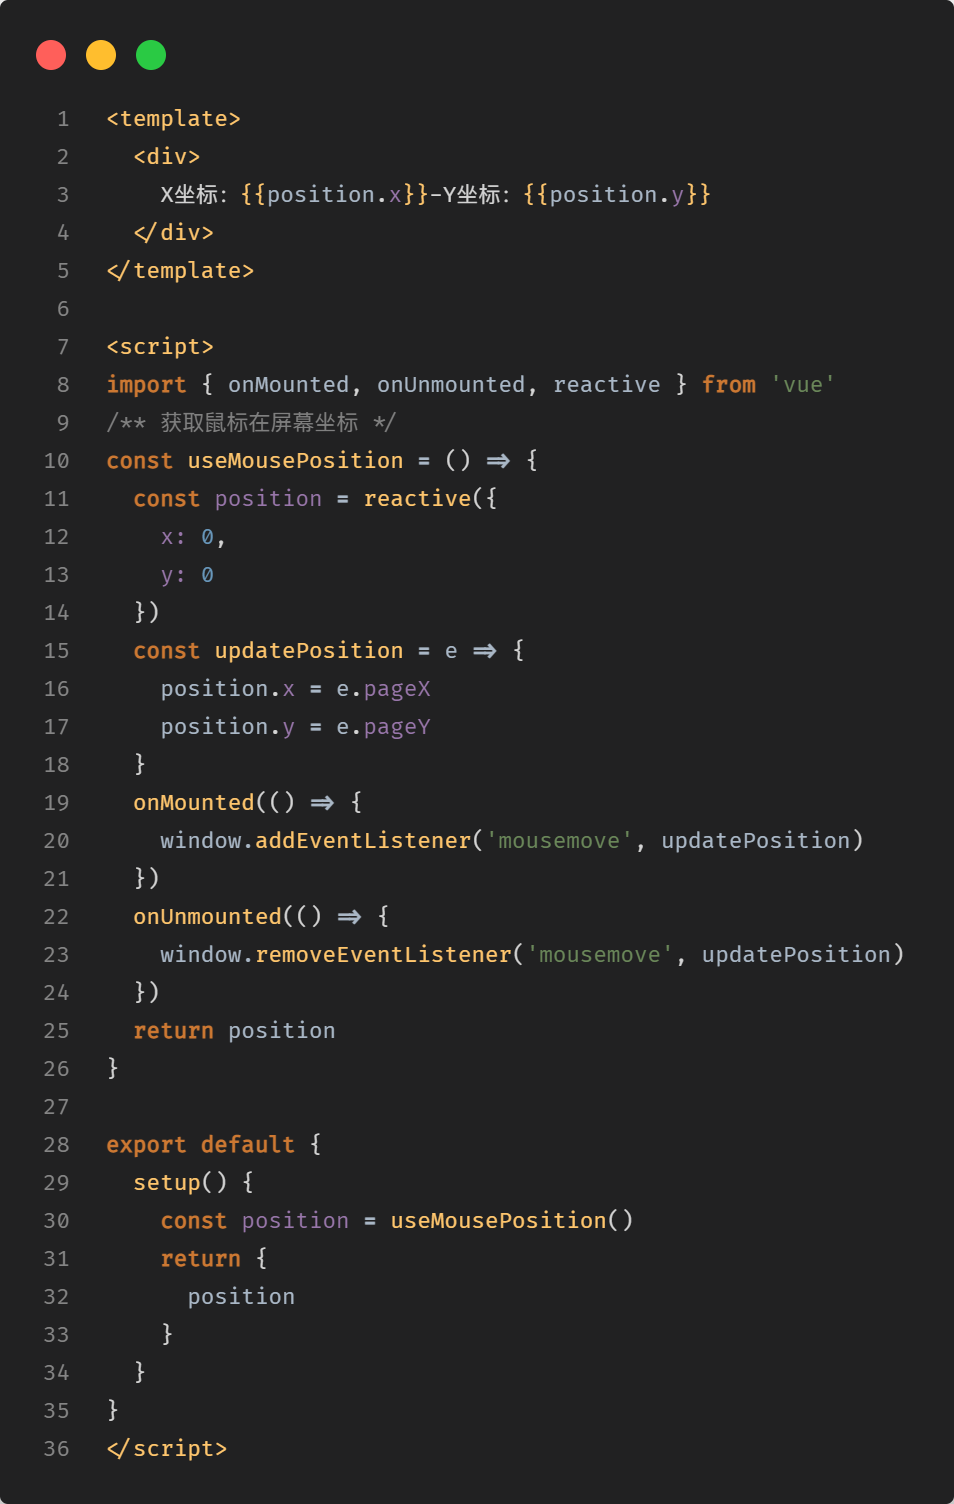 1 <template>
2   <div>
3     X坐标：{{position.x}}-Y坐标：{{position.y}}
4   </div>
5 </template>
6
7 <script>
8 import { onMounted, onUnmounted, reactive } from 'vue'
9 /** 获取鼠标在屏幕坐标 */
10 const useMousePosition = () => {
11   const position = reactive({
12     x: 0,
13     y: 0
14   })
15   const updatePosition = e => {
16     position.x = e.pageX
17     position.y = e.pageY
18   }
19   onMounted(() => {
20     window.addEventListener('mousemove', updatePosition)
21   })
22   onUnmounted(() => {
23     window.removeEventListener('mousemove', updatePosition)
24   })
25   return position
26 }
27
28 export default {
29   setup() {
30     const position = useMousePosition()
31     return {
32       position
33     }
34   }
35 }
36 </script>